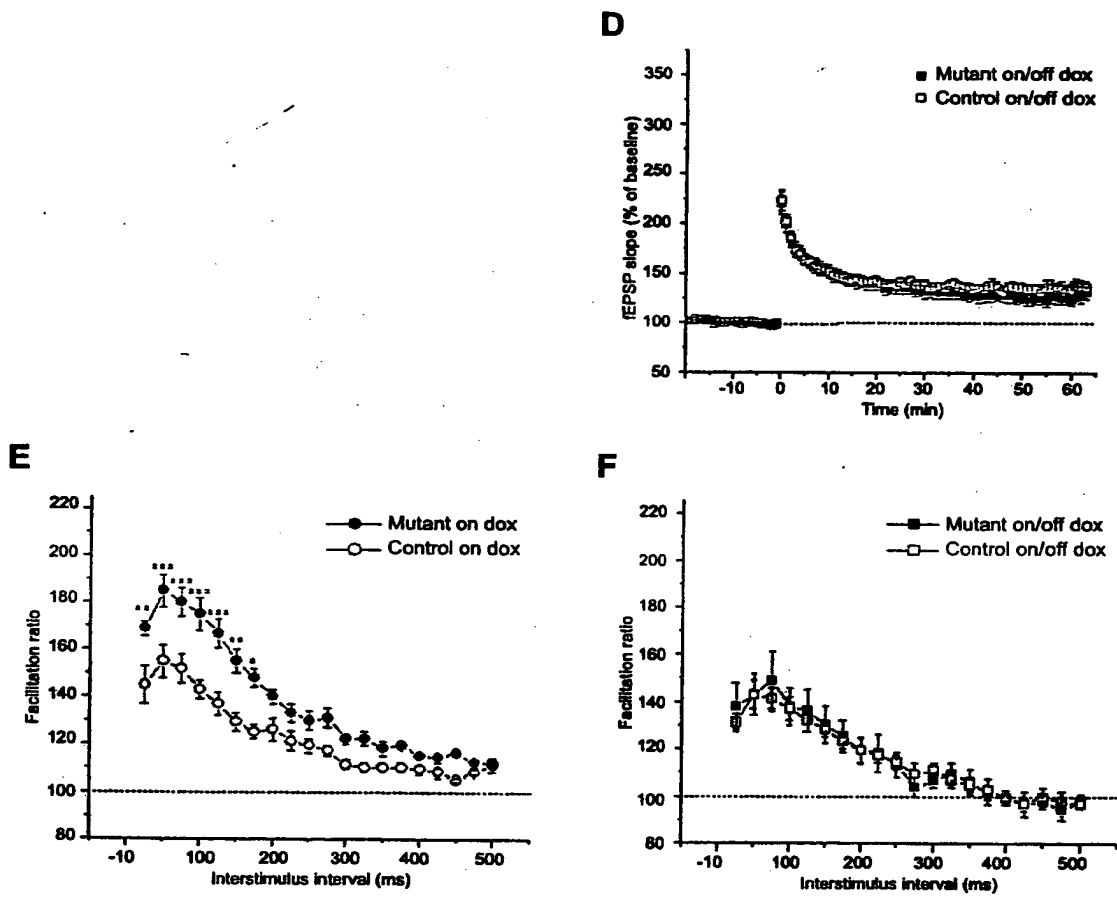 D
Mutant on/off dox
Control on/off dox
fEPSP slope (% of baseline)
350
300
250
200
150
100
50
-10 0 10 20 30 40 50 60
Time (min)
E
Mutant on dox
Control on dox
Facilitation ratio
220
200
180
160
140
120
100
80
** *** *** *** *** ** *
-10 100 200 300 400 500
Interstimulus interval (ms)
F
Mutant on/off dox
Control on/off dox
Facilitation ratio
220
200
180
160
140
120
100
80
-10 100 200 300 400 500
Interstimulus interval (ms)